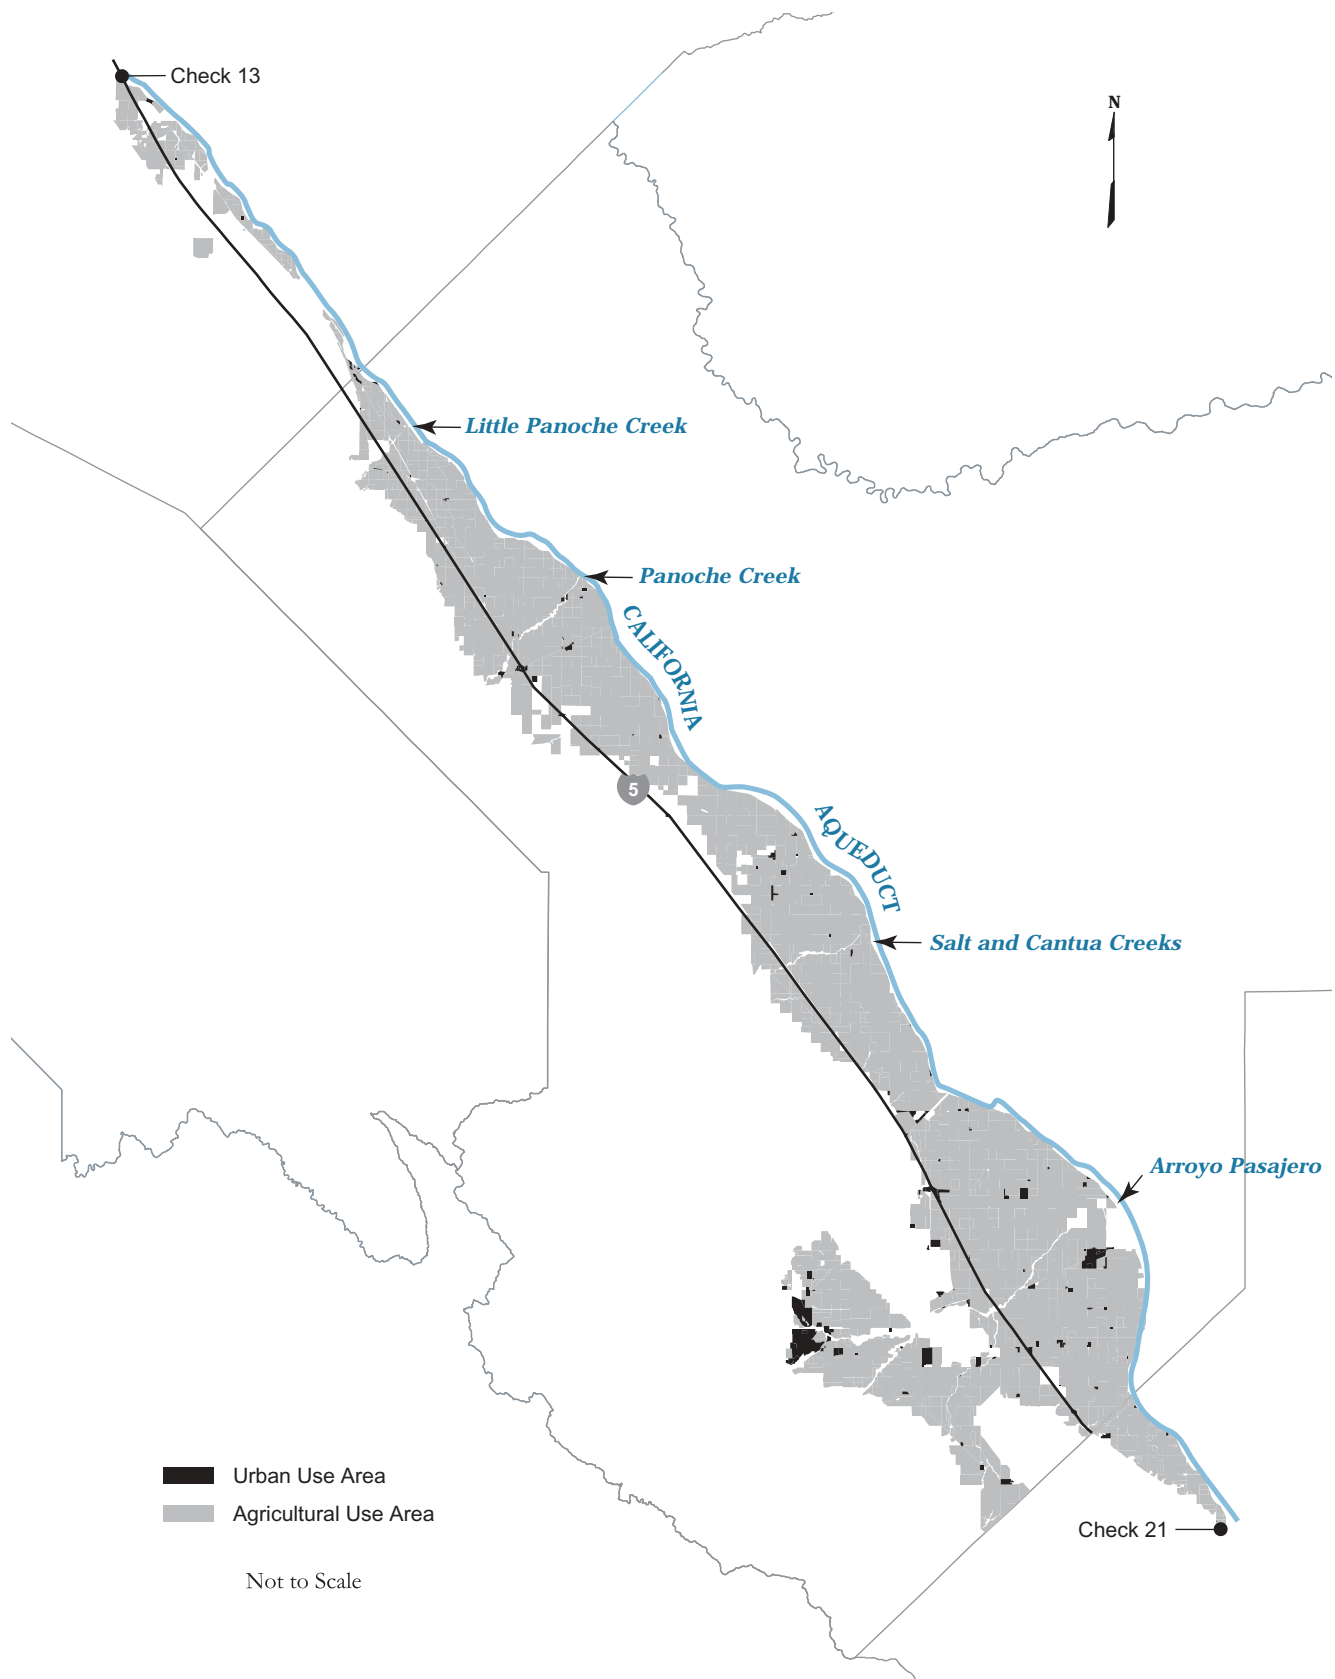 Check 13
N
Little Panoche Creek
Panoche Creek
CALIFORNIA
5
AQUEDUCT
Salt and Cantua Creeks
Arroyo Pasajero
Urban Use Area
Agricultural Use Area
Check 21
Not to Scale